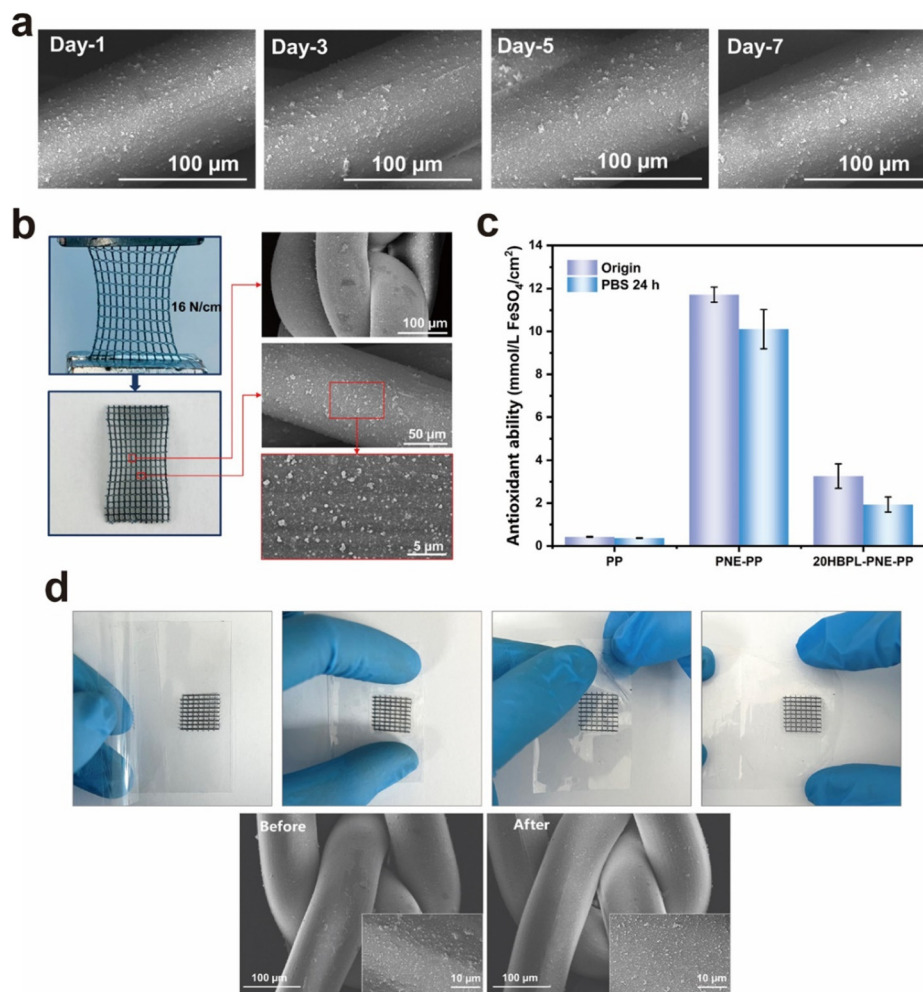 a
Day-1
Day-3
Day-5
Day-7
100 µm
100 µm
100 µm
100 µm
b
16 N/cm
100 µm
50 µm
5 µm
c
Antioxidant ability (mmol/L FeSO₄/cm²)
14
12
10
8
6
4
2
0
Origin
PBS 24 h
PP
PNE-PP
20HBPL-PNE-PP
d
Before
After
100 µm
10 µm
100 µm
10 µm